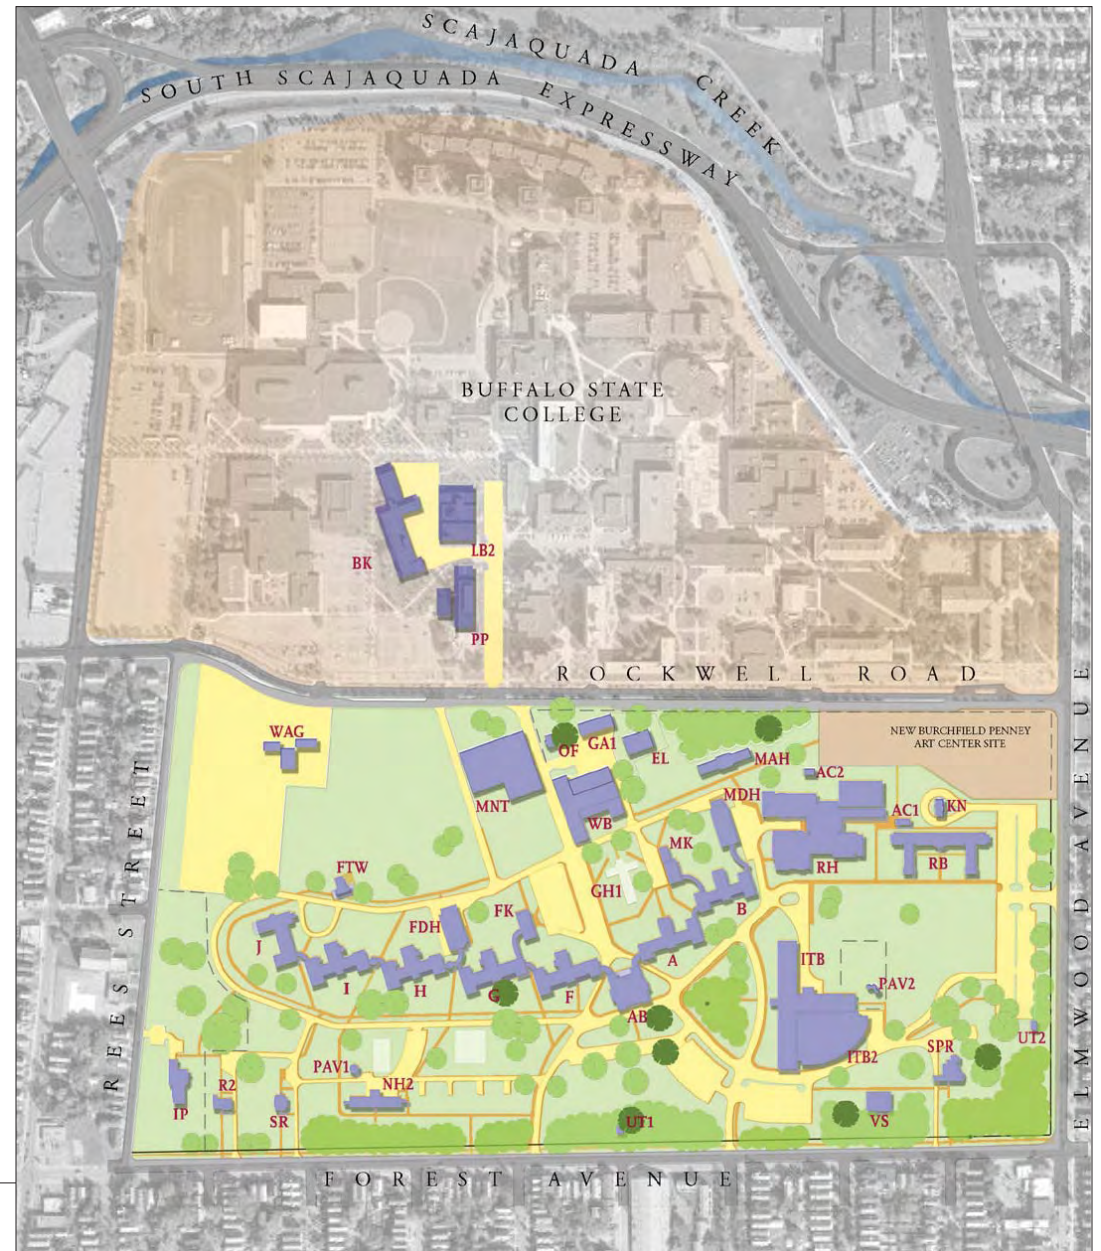 SCAJAQUADA CREEK
SOUTH SCAJAQUADA EXPRESSWAY
BUFFALO STATE
COLLEGE
BK
LB2
PP
ROCKWELL ROAD
NEW BURCHFIELD PENNEY
ART CENTER SITE
WAG
OF
GA1
EL
MAH
AC2
MNT
MDH
AC1
KN
WB
MK
RH
RB
FTW
GH1
FDH
FK
B
J
A
ITB
I
H
G
F
PAV2
AB
UT2
PAV1
ITB2
SPR
R2
NH2
IP
SR
UT1
VS
REES STREET
ELMWOOD AVENUE
FOREST AVENUE